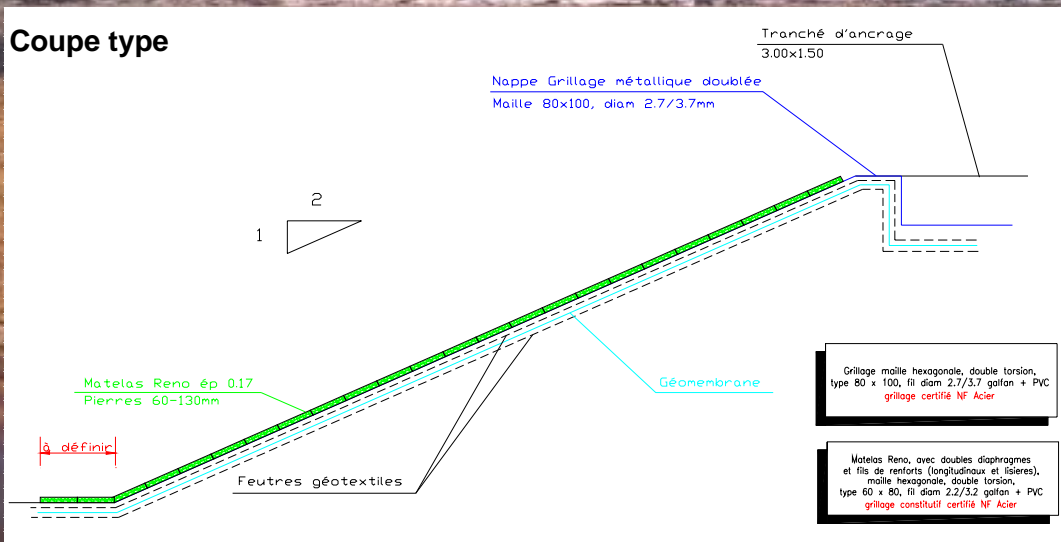 Coupe type
Tranché d'ancrage
3.00x1.50
Nappe Grillage métallique doublée
Maille 80x100, diam 2.7/3.7mm
2
1
Matelas Reno ép 0.17
Pierres 60-130mm
Géomembrane
à définir
Feutres géotextiles
Grillage maille hexagonale, double torsion,
type 80 x 100, fil diam 2.7/3.7 galfan + PVC
grillage certifié NF Acier
Matelas Reno, avec doubles diaphragmes
et fils de renforts (longitudinaux et lisieres),
maille hexagonale, double torsion,
type 60 x 80, fil diam 2.2/3.2 galfan + PVC
grillage constitutif certifié NF Acier